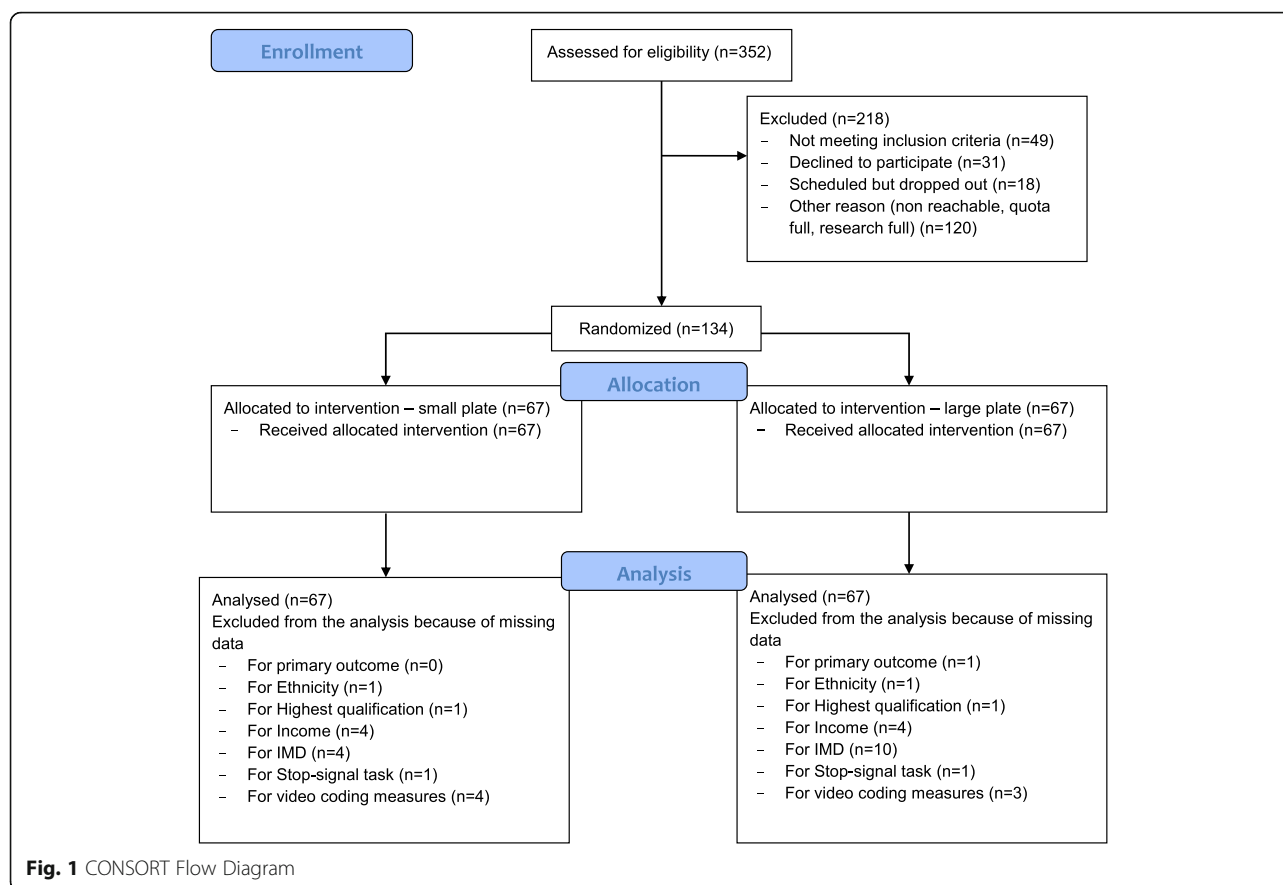 Enrollment
Assessed for eligibility (n=352)
Excluded (n=218)
− Not meeting inclusion criteria (n=49)
− Declined to participate (n=31)
− Scheduled but dropped out (n=18)
− Other reason (non reachable, quota
full, research full) (n=120)
Randomized (n=134)
Allocation
Allocated to intervention – small plate (n=67)
− Received allocated intervention (n=67)
Allocated to intervention – large plate (n=67)
− Received allocated intervention (n=67)
Analysis
Analysed (n=67)
Excluded from the analysis because of missing
data
− For primary outcome (n=0)
− For Ethnicity (n=1)
− For Highest qualification (n=1)
− For Income (n=4)
− For IMD (n=4)
− For Stop-signal task (n=1)
− For video coding measures (n=4)
Analysed (n=67)
Excluded from the analysis because of missing
data
− For primary outcome (n=1)
− For Ethnicity (n=1)
− For Highest qualification (n=1)
− For Income (n=4)
− For IMD (n=10)
− For Stop-signal task (n=1)
− For video coding measures (n=3)
Fig. 1 CONSORT Flow Diagram